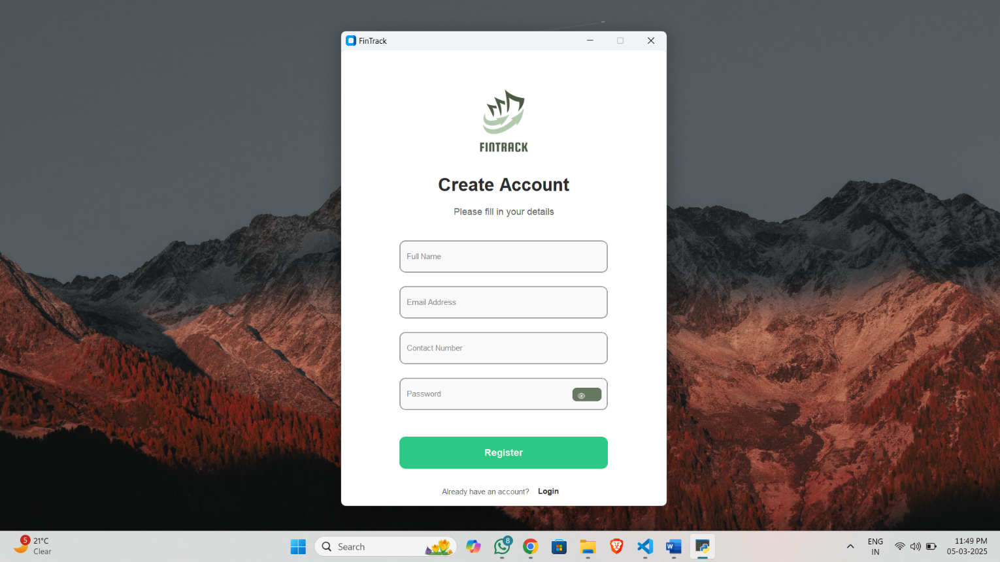 FinTrack
FINTRACK
Create Account
Please fill in your details
Full Name
Email Address
Contact Number
Password
Register
Already have an account? Login
5
21°C
Clear
Search
8
ENG
IN
11:49 PM
05-03-2025